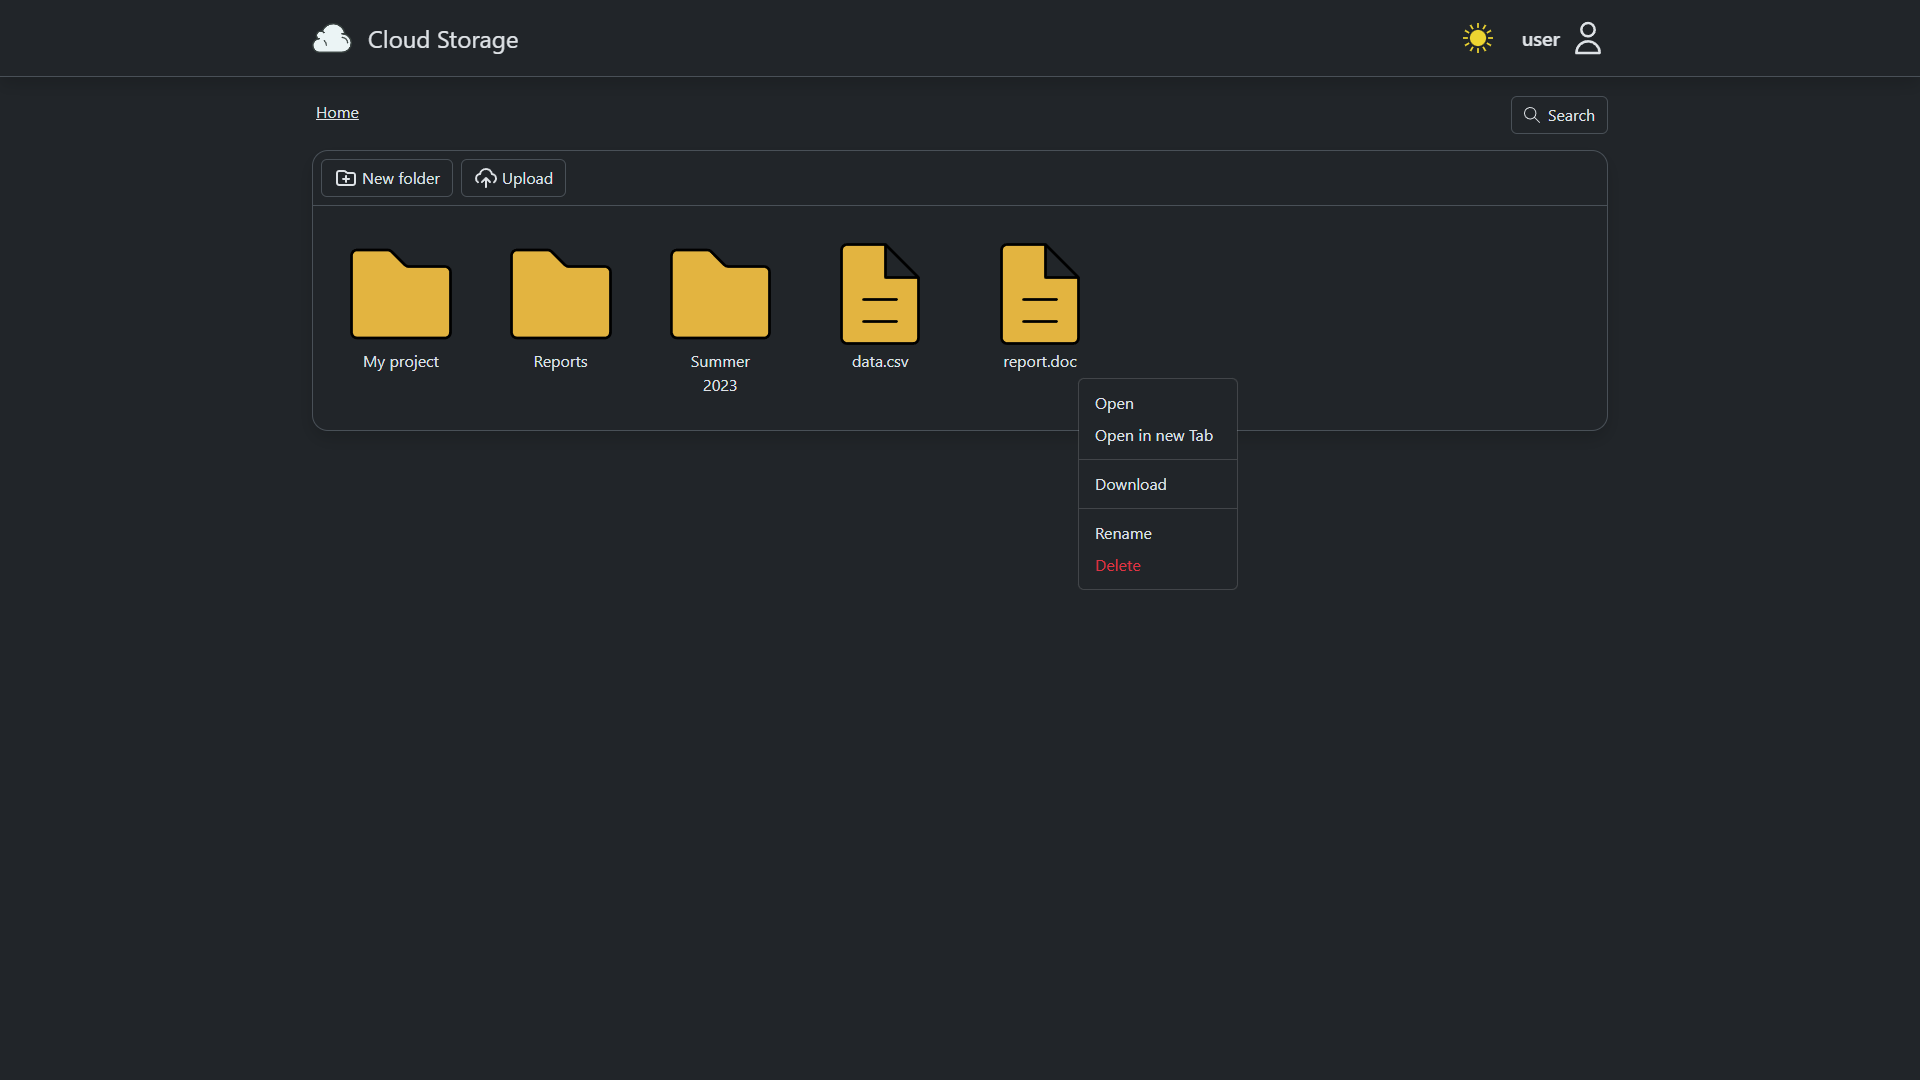 Cloud Storage
user
Home
Search
New folder
Upload
My project
Reports
Summer
2023
data.csv
report.doc
Open
Open in new Tab
Download
Rename
Delete